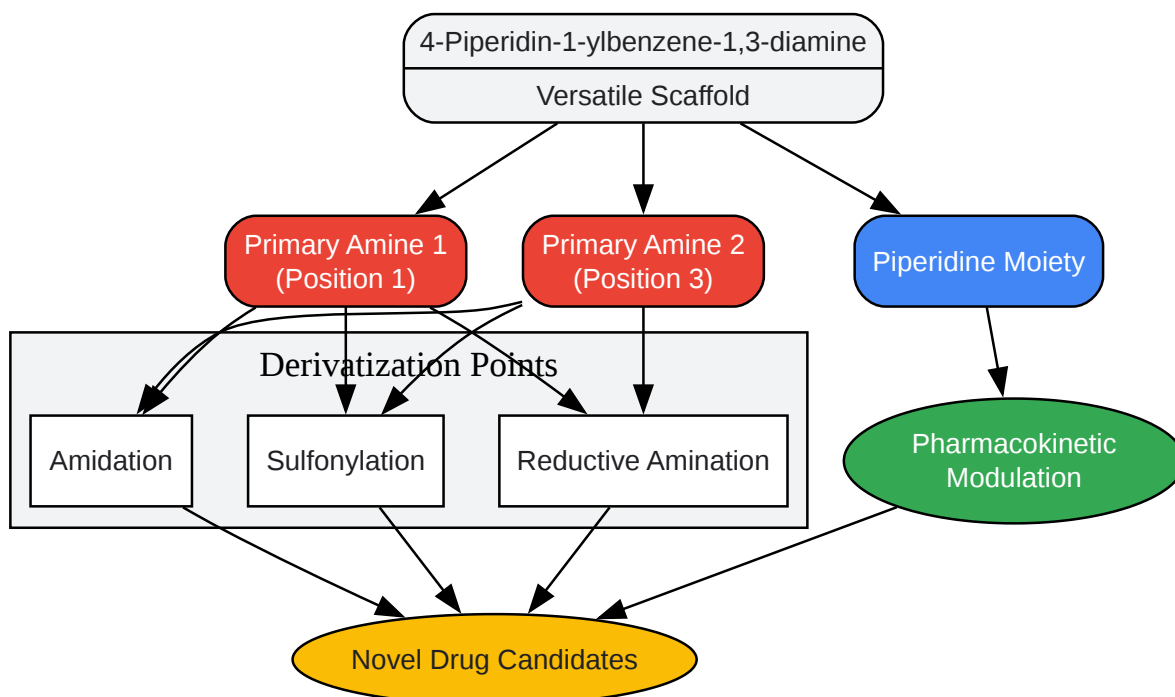 4-Piperidin-1-ylbenzene-1,3-diamine
Versatile Scaffold
Primary Amine 1
(Position 1)
Primary Amine 2
(Position 3)
Piperidine Moiety
Derivatization Points
Amidation
Sulfonylation
Reductive Amination
Pharmacokinetic
Modulation
Novel Drug Candidates